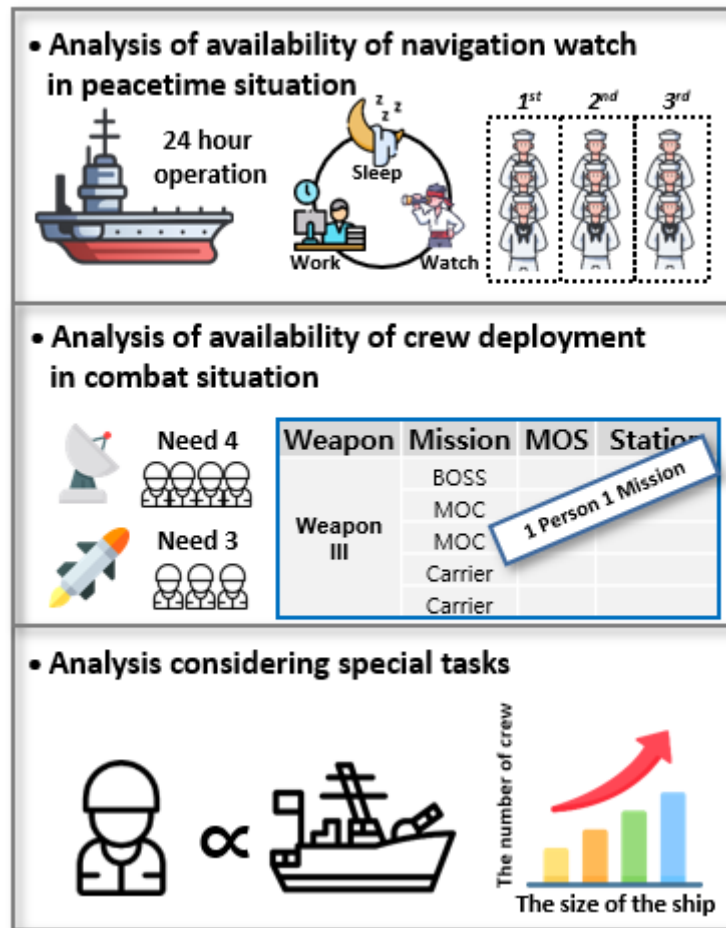 • Analysis of availability of navigation watch
in peacetime situation
24 hour
operation
z z z z
Sleep
Work
Watch
1st 2nd 3rd
• Analysis of availability of crew deployment
in combat situation
Need 4
Need 3
Weapon Mission MOS Station
Weapon
III
BOSS
MOC
MOC
Carrier
Carrier
1 Person 1 Mission
• Analysis considering special tasks
∝
The number of crew
The size of the ship